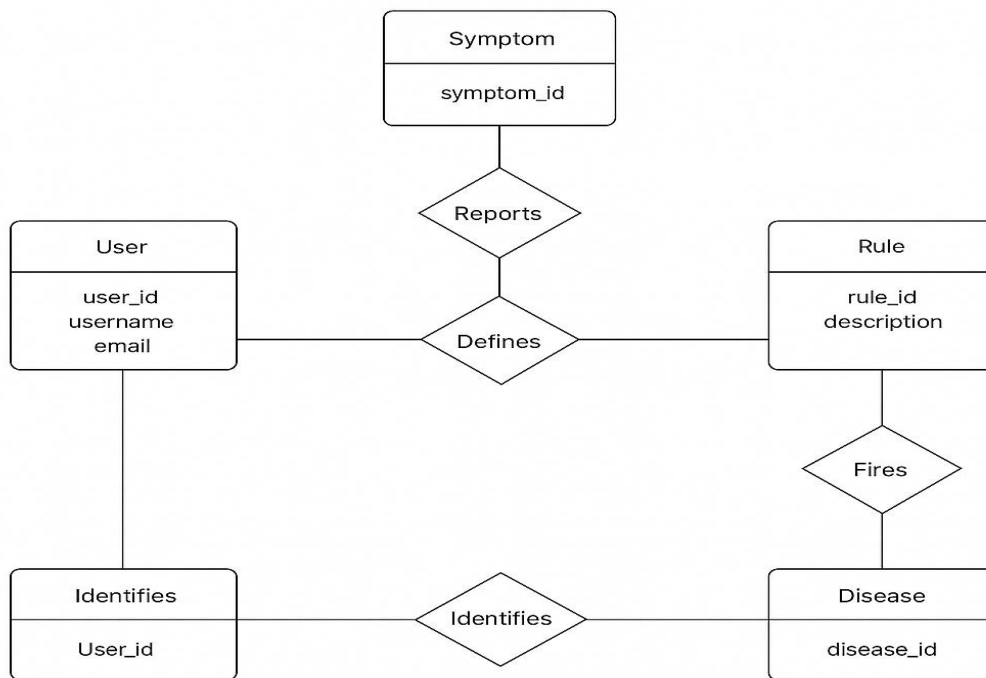 Symptom
symptom_id
Reports
User
user_id
username
email
Defines
Rule
rule_id
description
Fires
Identifies
User_id
Identifies
Disease
disease_id